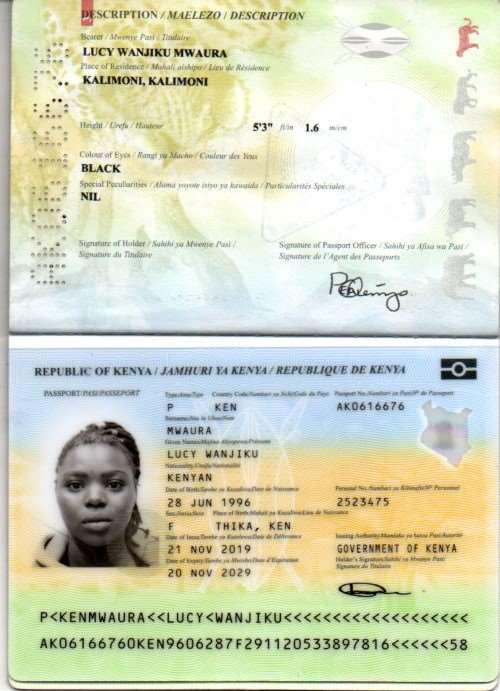 DESCRIPTION / MAELEZO / DESCRIPTION
Bearer / Mwenye Pasi / Titulaire
LUCY WANJIKU MWAURA
Place of Residence / Mahali aishipo / Lieu de Résidence
KALIMONI, KALIMONI
Height / Urefu / Hauteur 5'3" ft/in 1.6 m/cm
Colour of Eyes / Rangi ya Macho / Couleur des Yeux
BLACK
Special Peculiarities / Alama yoyote isiyo ya kawaida / Particularités Spéciales
NIL
Signature of Holder / Sahihi ya Mwenye Pasi / Signature of Passport Officer / Sahihi ya Afisa wa Pasi /
Signature du Titulaire Signature de l'Agent des Passeports
REPUBLIC OF KENYA / JAMHURI YA KENYA / REPUBLIQUE DE KENYA
PASSPORT/PASI/PASSEPORT Type/Aina/Type Country Code/Nambari ya Nchi/Code du Pays Passport No./Nambari ya Pasi/Nº de Passeport
P KEN AK0616676
Surname/Jina la Ukoo/Nom
MWAURA
Given Names/Majina Aliyopewa/Prénoms
LUCY WANJIKU
Nationality/Uraifa/Nationalité
KENYAN
Date of Birth/Tarehe ya Kuzaliwa/Date de Naissance Personal No./Nambari ya Kibinafsi/Nº Personnel
28 JUN 1996 2523475
Sex/Jinsia/Sexe Place of Birth/Mahali pa Kuzaliwa/Lieu de Naissance
F THIKA, KEN
Date of Issue/Tarehe ya Kutolewa/Date de Délivrance Issuing Authority/Mamlaka ya Kutoa Pasi/Autorité
21 NOV 2019 GOVERNMENT OF KENYA
Date of Expiry/Tarehe ya Mwisho/Date d'Expiration Holder's Signature/Sahihi ya Mwenye Pasi/
20 NOV 2029 Signature du Titulaire
P<KENMWAURA<<LUCY<WANJIKU<<<<<<<<<<<<<<<<<<<
AK06166760KEN9606287F291120533897816<<<<<<58